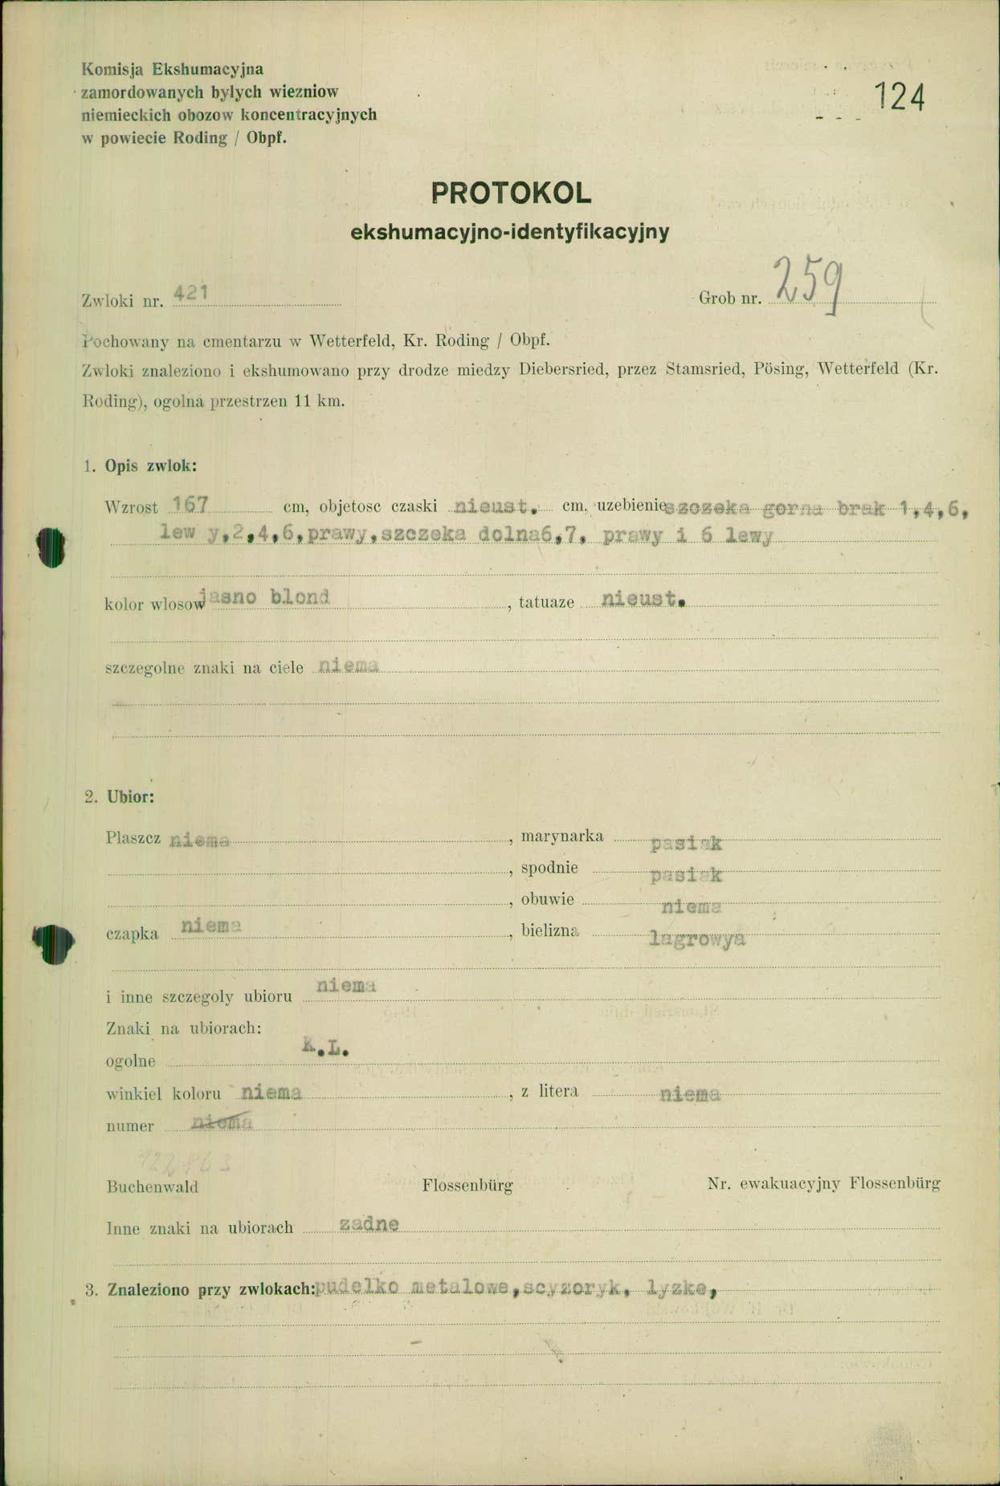 Komisja Ekshumacyjna
zamordowanych bylych wiezniow
niemieckich obozow koncentracyjnych
w powiecie Roding / Obpf.
124
PROTOKOL
ekshumacyjno-identyfikacyjny
Zwloki nr. 421 Grob nr. 259
Pochowany na cmentarzu w Wetterfeld, Kr. Roding / Obpf.
Zwloki znaleziono i ekshumowano przy drodze miedzy Diebersried, przez Stamsried, Pösing, Wetterfeld (Kr.
Roding), ogolna przestrzen 11 km.
1. Opis zwlok:
Wzrost 167 cm, objetosc czaski nieust. cm, uzebienie szczeka gorna brak 1,4,6,
lew y,2,4,6,prawy,szczeka dolna6,7, prawy i 6 lewy
kolor wlosow jasno blond, tatuaze nieust.
szczegolne znaki na ciele niema
2. Ubior:
Plaszcz niema, marynarka pasiak
, spodnie pasiak
, obuwie niema
czapka niema, bielizna lagrowya
i inne szczegoly ubioru niema
Znaki na ubiorach:
ogolne K.L.
winkiel koloru niema, z litera niema
numer niema
122863
Buchenwald Flossenbürg Nr. ewakuacyjny Flossenbürg
Inne znaki na ubiorach zadne
3. Znaleziono przy zwlokach: pudelko metalowe,scyzoryk, lyzke,